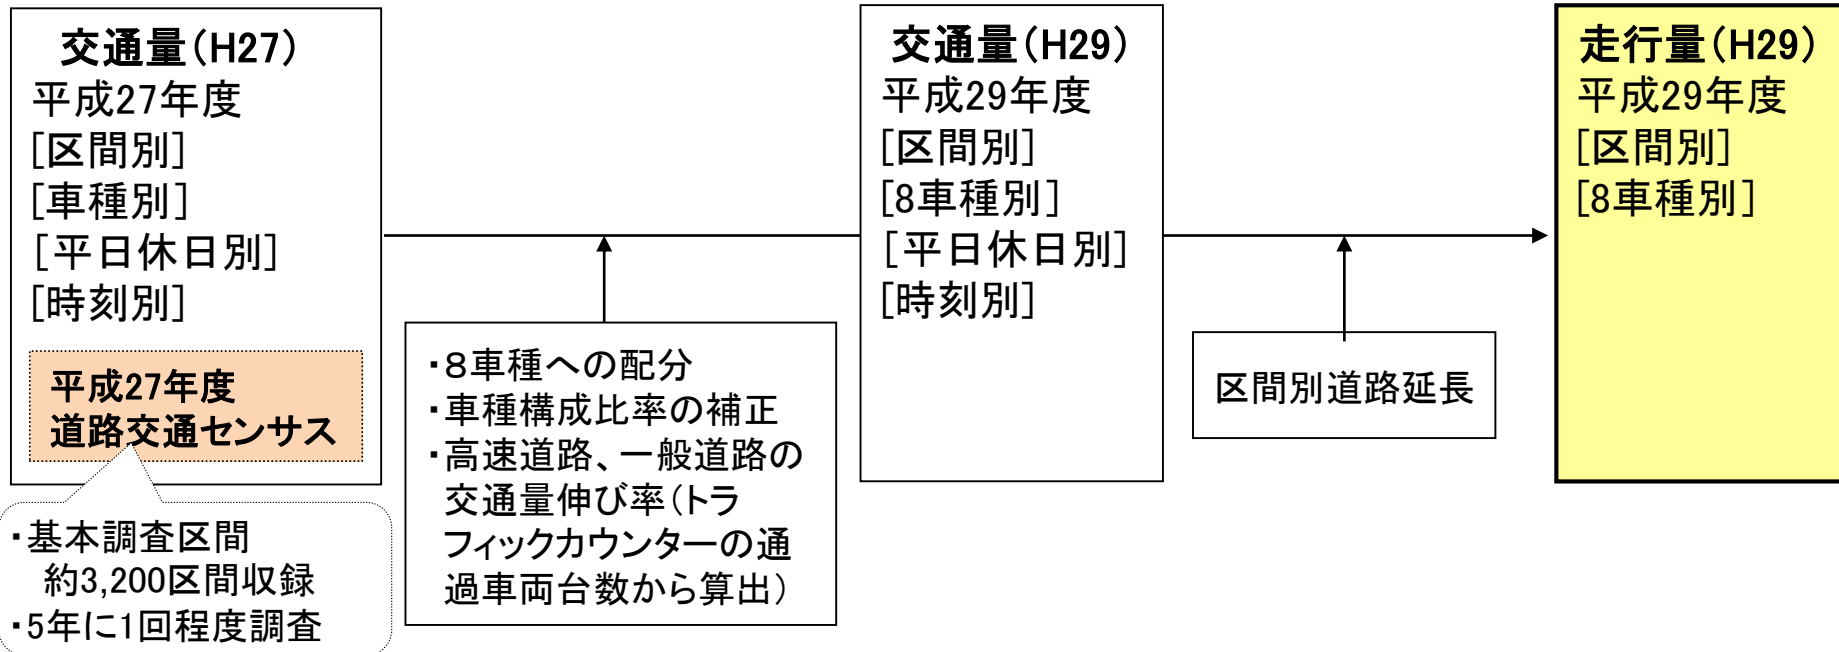 交通量（H27）
平成27年度
[区間別]
[車種別]
[平日休日別]
[時刻別]
平成27年度
道路交通センサス
・基本調査区間
約3,200区間収録
・5年に1回程度調査
・８車種への配分
・車種構成比率の補正
・高速道路、一般道路の
交通量伸び率（トラ
フィックカウンターの通
過車両台数から算出）
交通量（H29）
平成29年度
[区間別]
[8車種別]
[平日休日別]
[時刻別]
区間別道路延長
走行量（H29）
平成29年度
[区間別]
[8車種別]